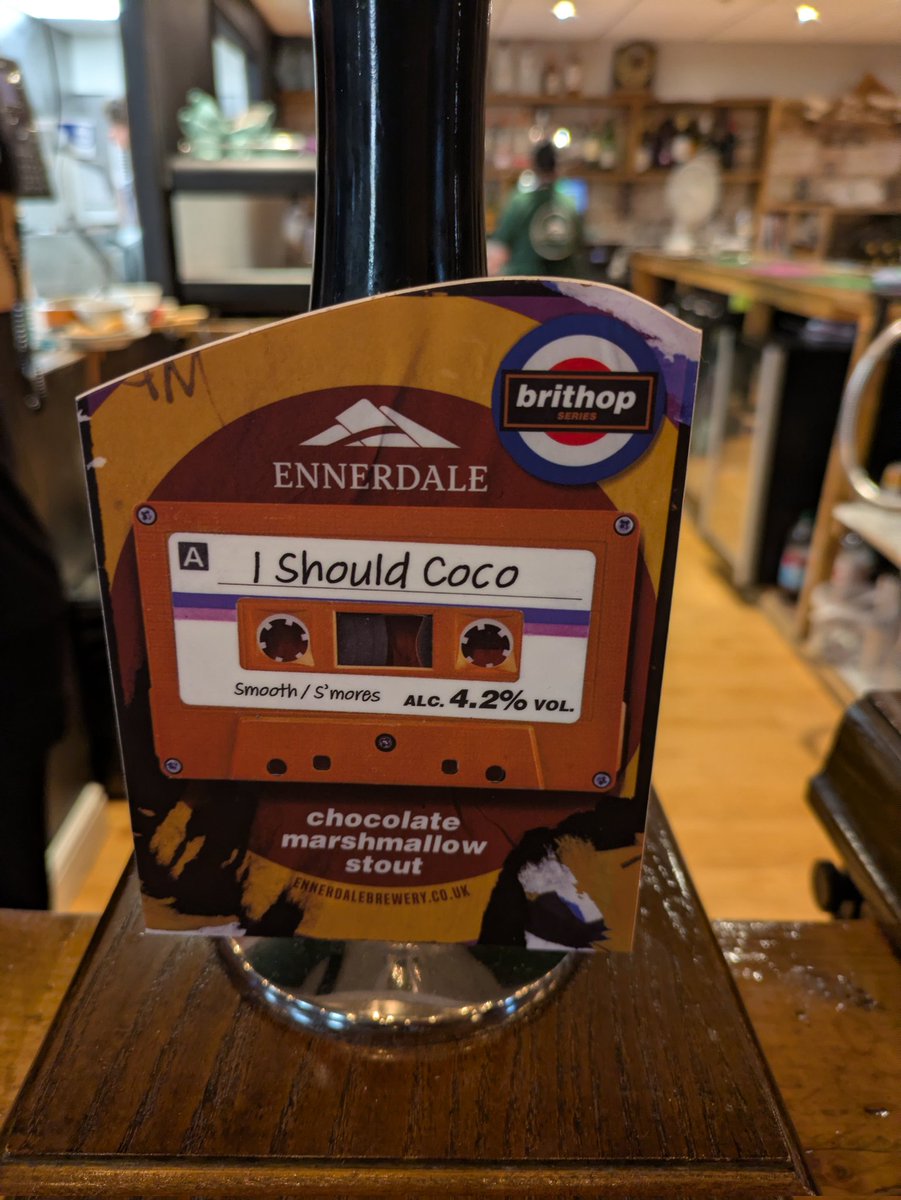 brithop
SERIES
ENNERDALE
A
I Should Coco
Smooth / S'mores
ALC. 4.2% VOL.
chocolate
marshmallow
stout
ENNERDALEBREWERY.CO.UK